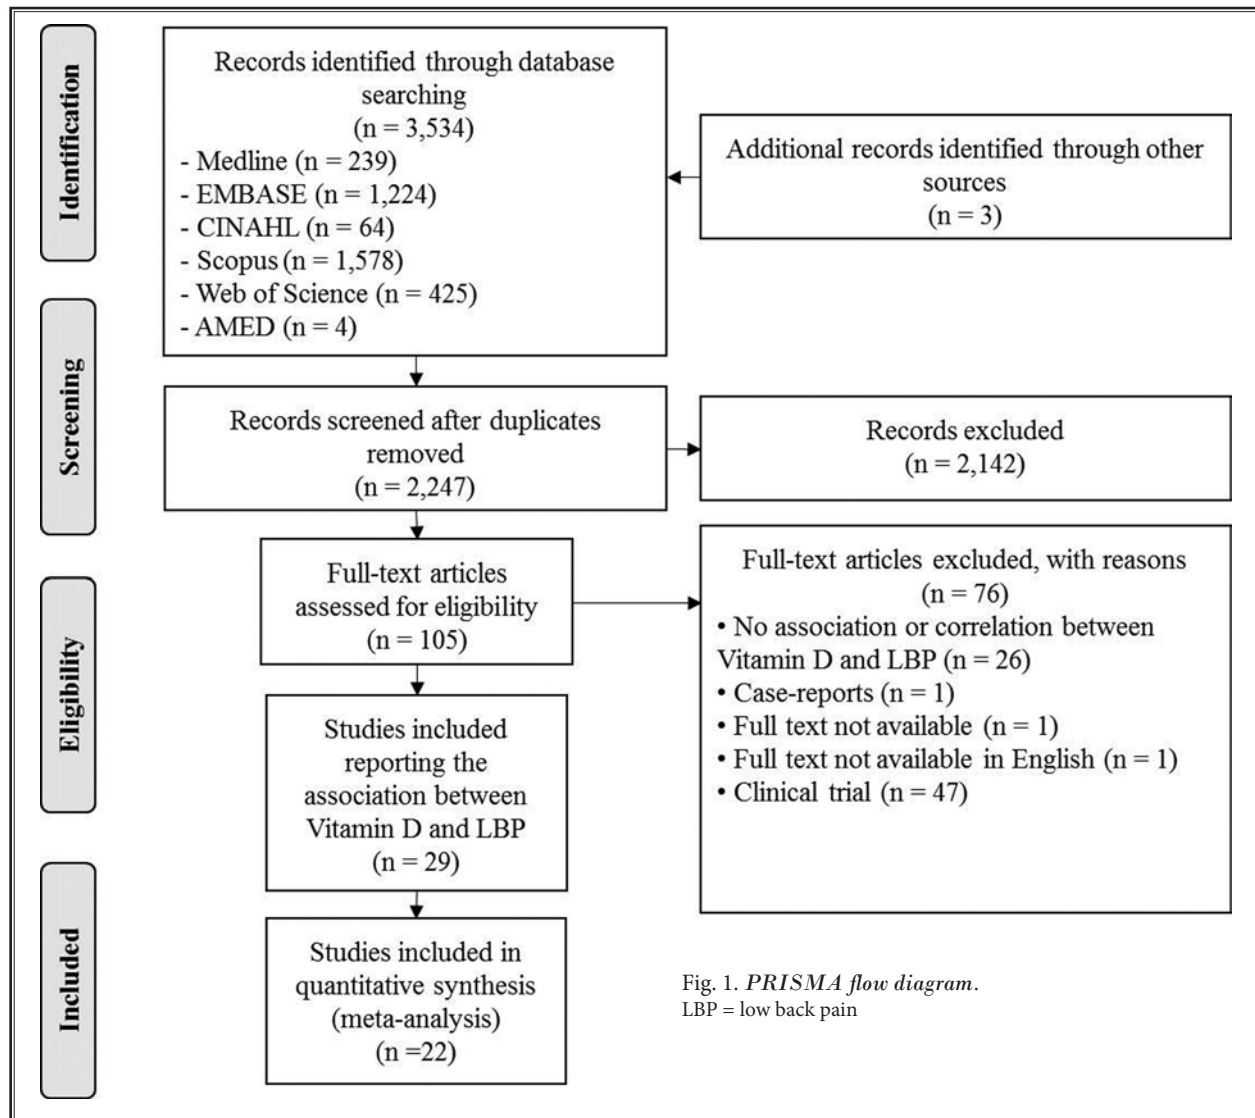 Identification
Records identified through database
searching
(n = 3,534)
- Medline (n = 239)
- EMBASE (n = 1,224)
- CINAHL (n = 64)
- Scopus (n = 1,578)
- Web of Science (n = 425)
- AMED (n = 4)
Additional records identified through other
sources
(n = 3)
Screening
Records screened after duplicates
removed
(n = 2,247)
Records excluded
(n = 2,142)
Eligibility
Full-text articles
assessed for eligibility
(n = 105)
Full-text articles excluded, with reasons
(n = 76)
• No association or correlation between
Vitamin D and LBP (n = 26)
• Case-reports (n = 1)
• Full text not available (n = 1)
• Full text not available in English (n = 1)
• Clinical trial (n = 47)
Studies included
reporting the
association between
Vitamin D and LBP
(n = 29)
Included
Studies included in
quantitative synthesis
(meta-analysis)
(n =22)
Fig. 1. PRISMA flow diagram.
LBP = low back pain